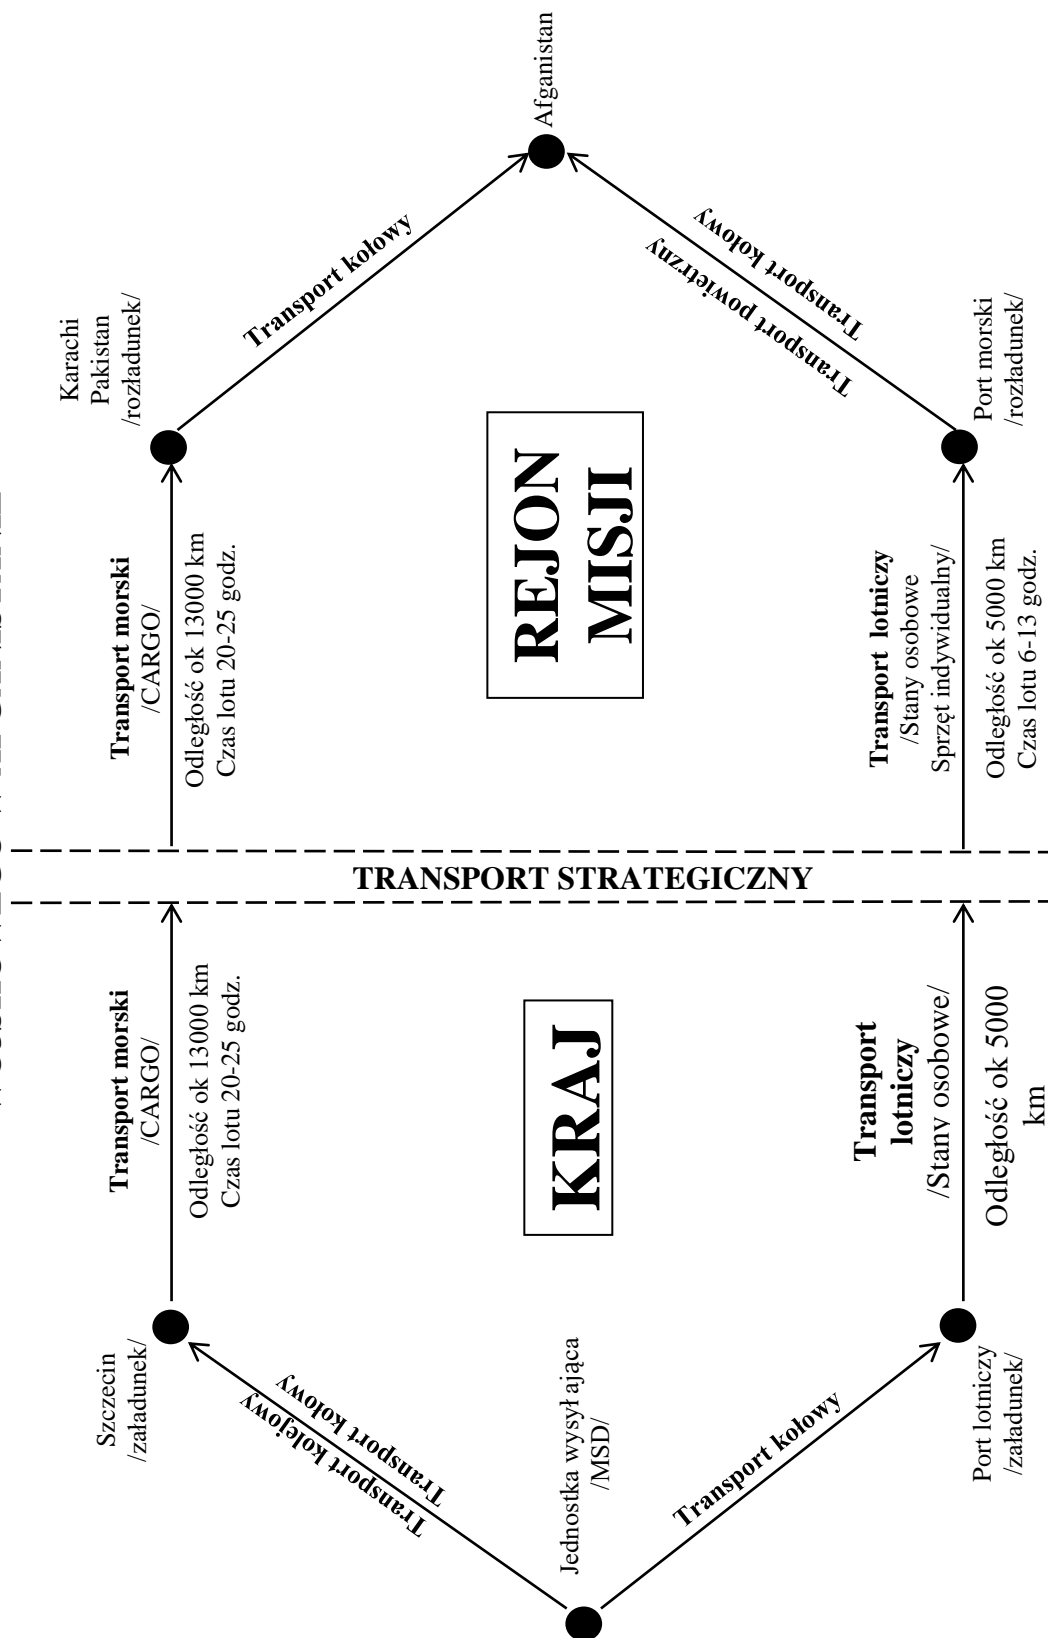 Szczecin
/załadunek/
Transport morski
/CARGO/
Odległość ok 13000 km
Czas lotu 20-25 godz.
Transport morski
/CARGO/
Odległość ok 13000 km
Czas lotu 20-25 godz.
Karachi
Pakistan
/rozładunek/
Transport kolejowy
Transport kołowy
Transport kołowy
Jednostka wysył ająca
/MSD/
KRAJ
TRANSPORT STRATEGICZNY
REJON
MISJI
Afganistan
Transport kołowy
Transport powietrzny
Transport kołowy
Port lotniczy
/załadunek/
Transport
lotniczy
/Stany osobowe/
Odległość ok 5000
km
Transport lotniczy
/Stany osobowe
Sprzęt indywidualny/
Odległość ok 5000 km
Czas lotu 6-13 godz.
Port morski
/rozładunek/